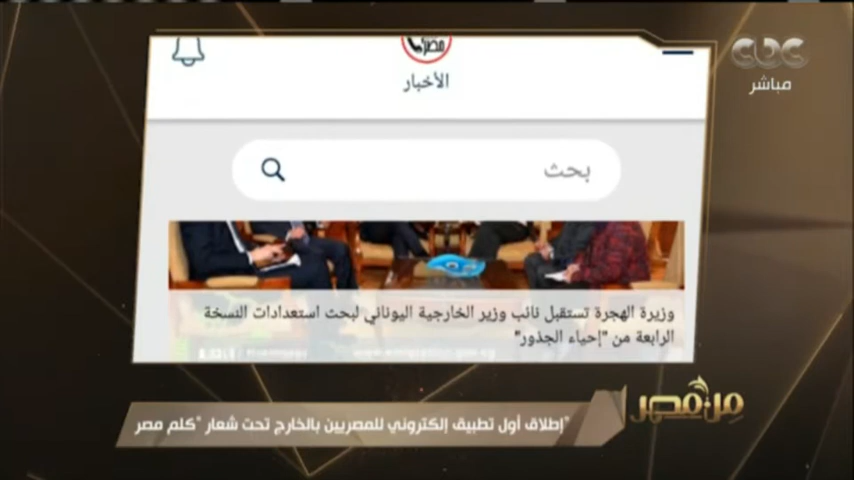 CBC
مباشر
مصر
الأخبار
بحث
وزيرة الهجرة تستقبل نائب وزير الخارجية اليوناني لبحث استعدادات النسخة
الرابعة من "إحياء الجذور"
من مصر
"إطلاق أول تطبيق إلكتروني للمصريين بالخارج تحت شعار "كلم مصر